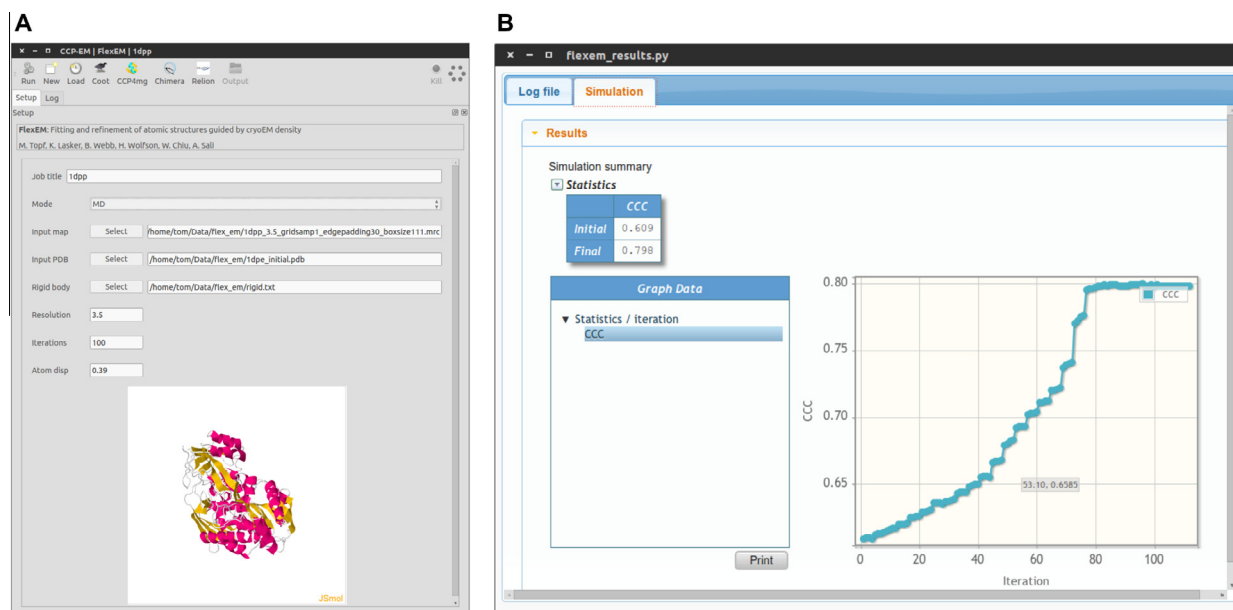 A
CCP-EM | FlexEM | 1dpp
Run New Load Coot CCP4mg Chimera Relion Output Kill
Setup Log
Setup
FlexEM: Fitting and refinement of atomic structures guided by cryoEM density
M. Topf, K. Lasker, B. Webb, H. Wolfson, W. Chiu, A. Sali
Job title 1dpp
Mode MD
Input map Select /home/tom/Data/flex_em/1dpp_3.5_gridsamp1_edgepadding30_boxsize111.mrc
Input PDB Select /home/tom/Data/flex_em/1dpe_initial.pdb
Rigid body Select /home/tom/Data/flex_em/rigid.txt
Resolution 3.5
Iterations 100
Atom disp 0.39
JSmol
B
flexem_results.py
Log file Simulation
Results
Simulation summary
Statistics
CCC
Initial 0.609
Final 0.798
Graph Data
Statistics / iteration
CCC
Print
0.80
0.75
0.70
0.65
CCC
CCC
53.10, 0.6585
0 20 40 60 80 100
Iteration